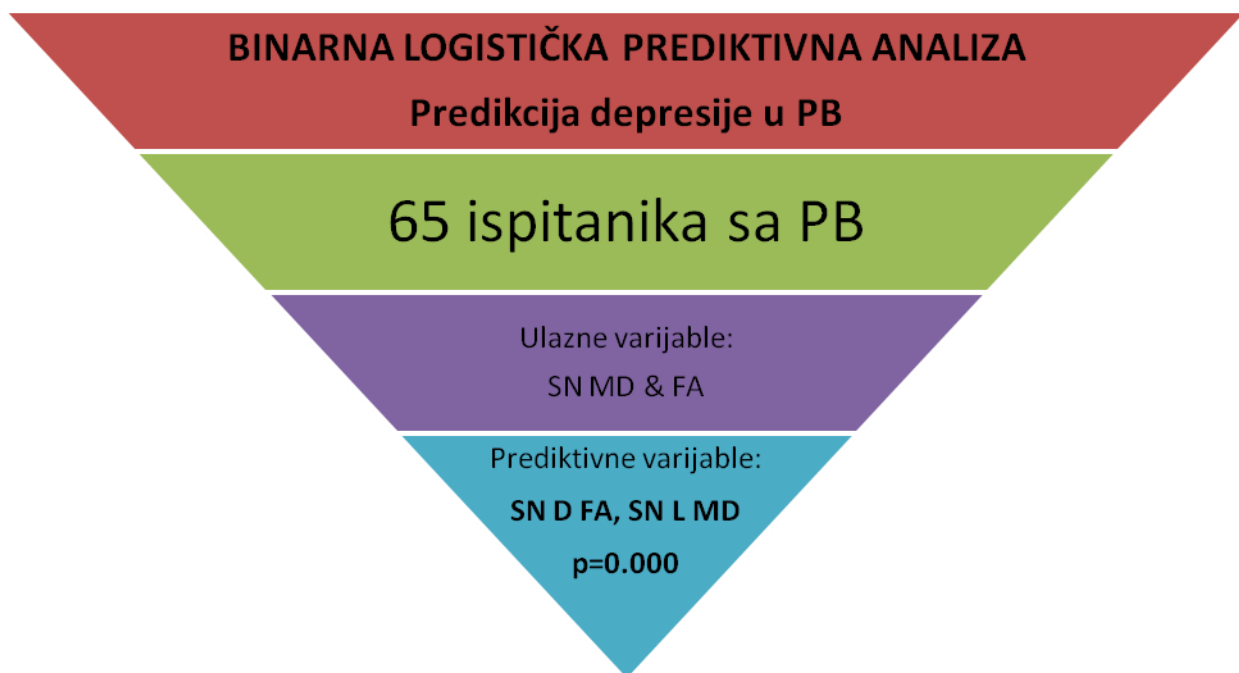 BINARNA LOGISTIČKA PREDIKTIVNA ANALIZA
Predikcija depresije u PB
65 ispitanika sa PB
Ulazne varijable:
SN MD & FA
Prediktivne varijable:
SN D FA, SN L MD
p=0.000